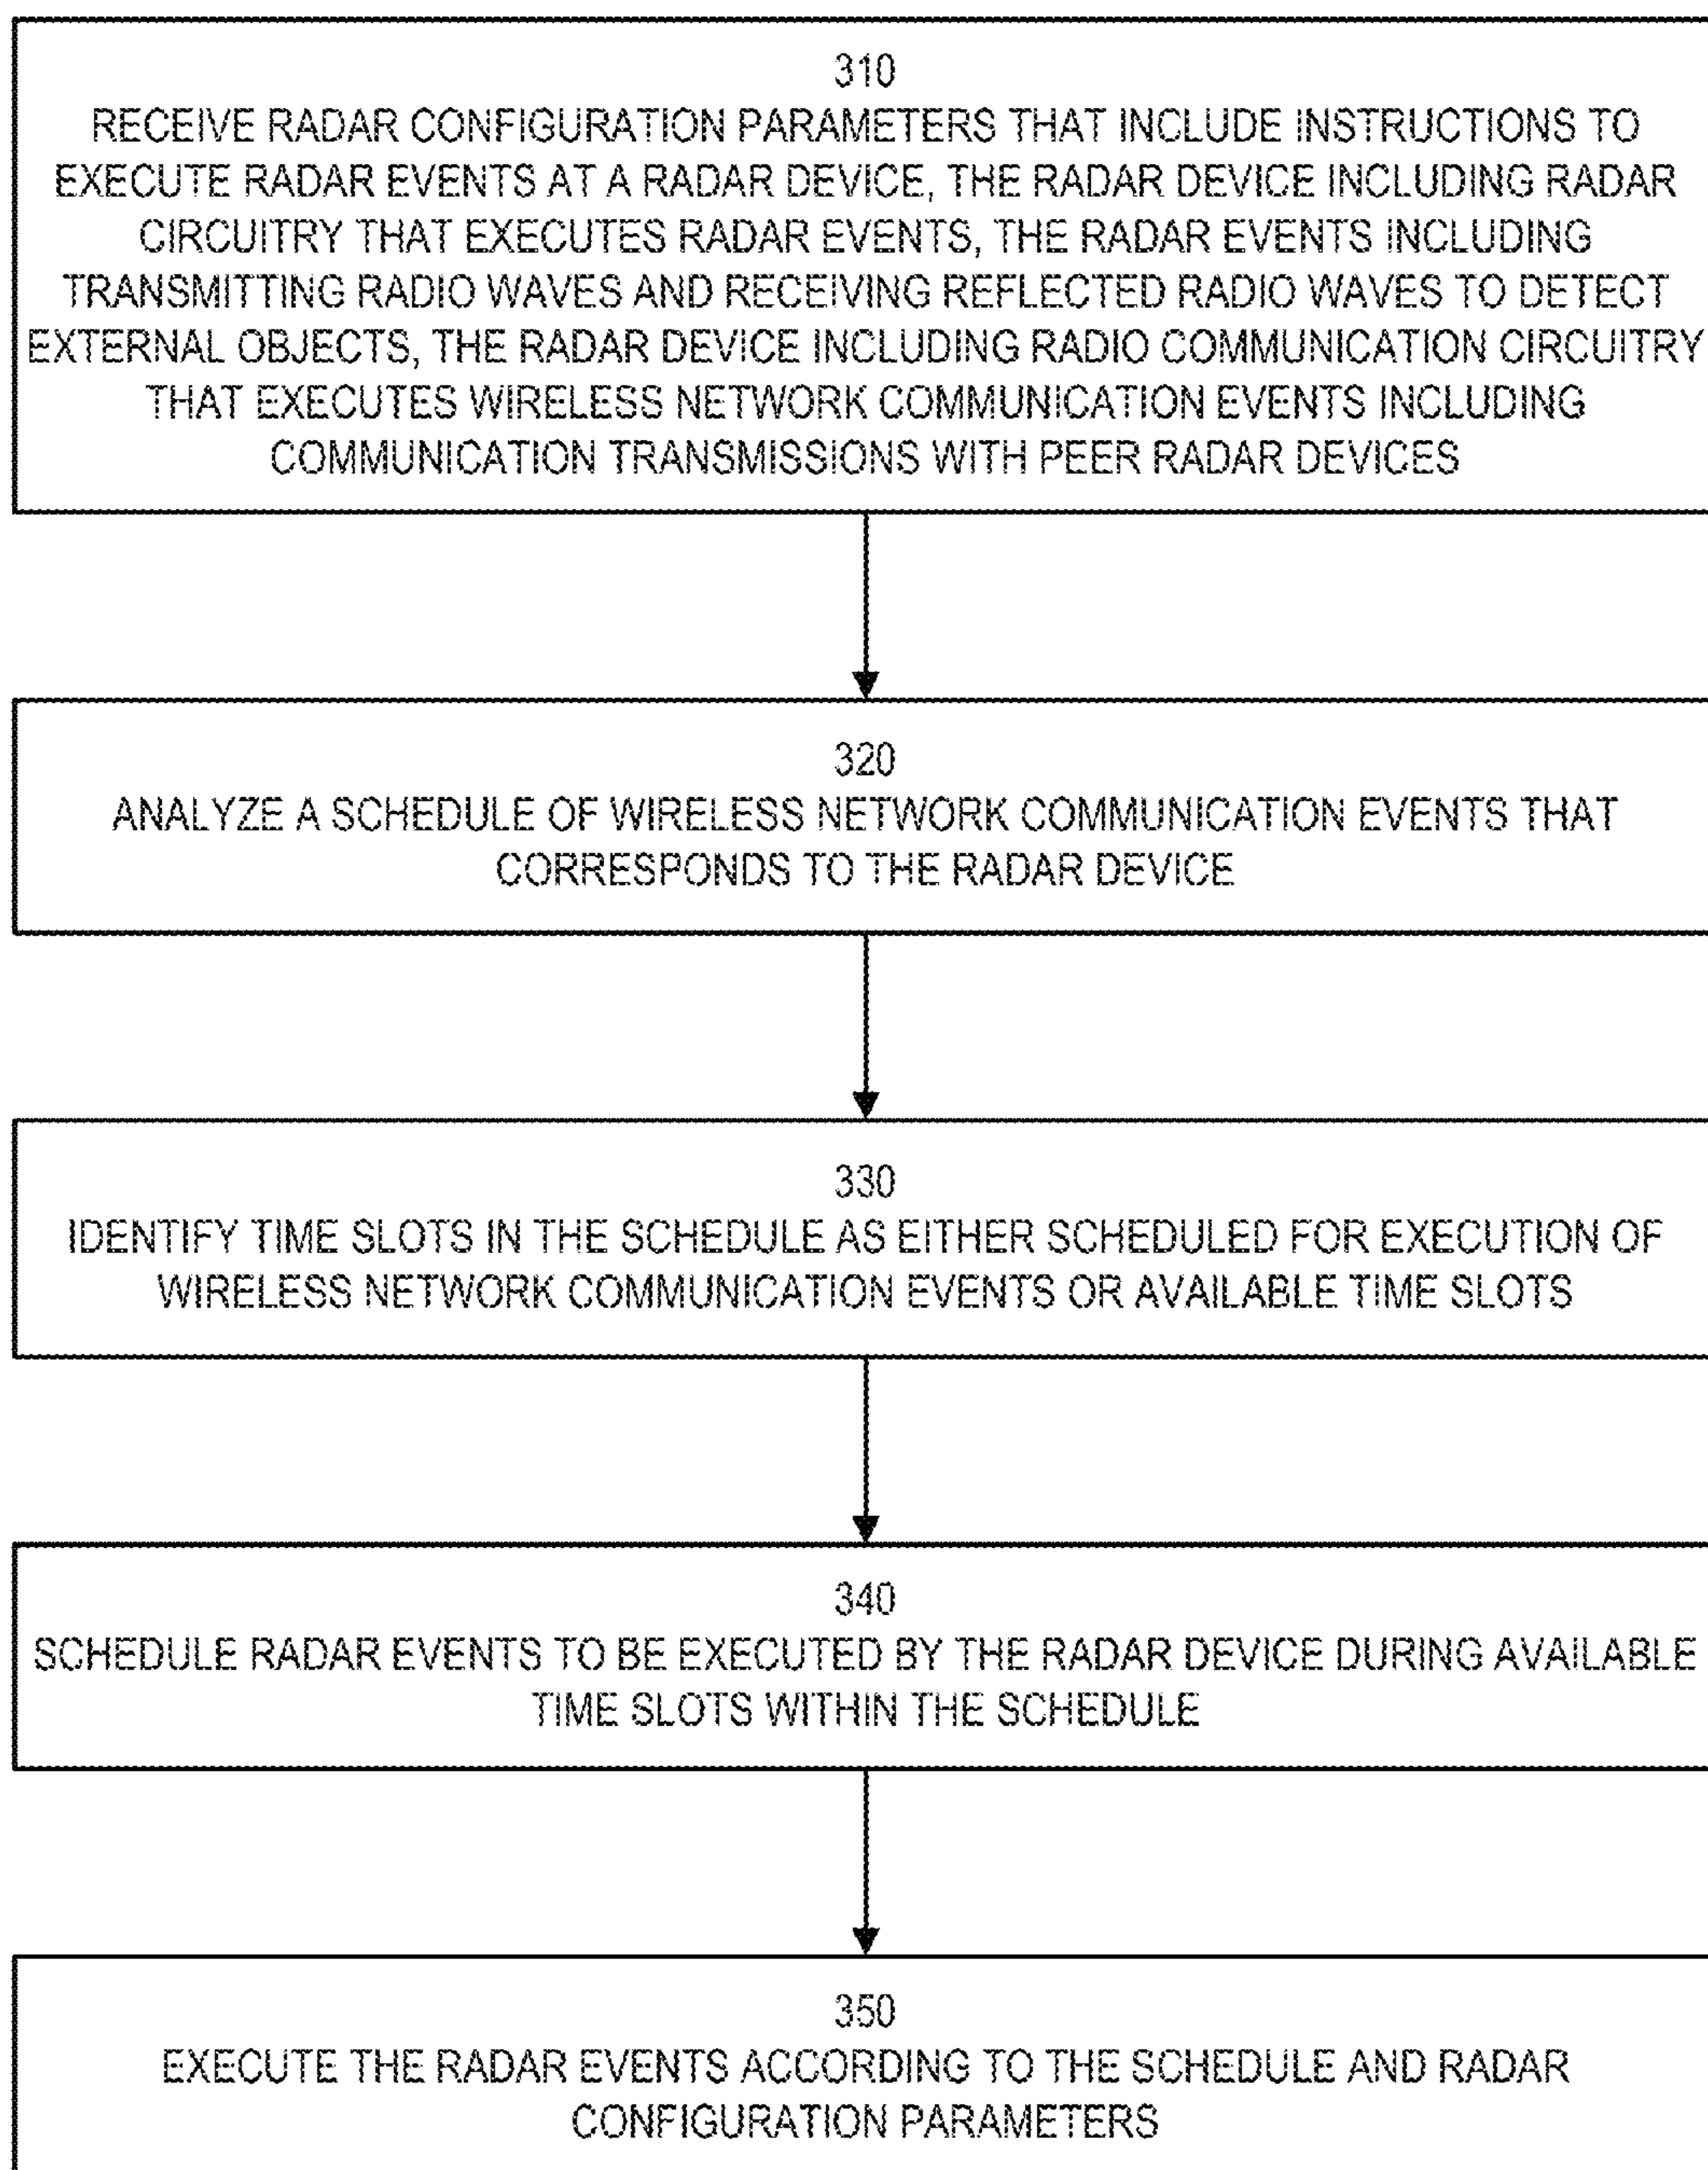 310
RECEIVE RADAR CONFIGURATION PARAMETERS THAT INCLUDE INSTRUCTIONS TO
EXECUTE RADAR EVENTS AT A RADAR DEVICE, THE RADAR DEVICE INCLUDING RADAR
CIRCUITRY THAT EXECUTES RADAR EVENTS, THE RADAR EVENTS INCLUDING
TRANSMITTING RADIO WAVES AND RECEIVING REFLECTED RADIO WAVES TO DETECT
EXTERNAL OBJECTS, THE RADAR DEVICE INCLUDING RADIO COMMUNICATION CIRCUITRY
THAT EXECUTES WIRELESS NETWORK COMMUNICATION EVENTS INCLUDING
COMMUNICATION TRANSMISSIONS WITH PEER RADAR DEVICES
320
ANALYZE A SCHEDULE OF WIRELESS NETWORK COMMUNICATION EVENTS THAT
CORRESPONDS TO THE RADAR DEVICE
330
IDENTIFY TIME SLOTS IN THE SCHEDULE AS EITHER SCHEDULED FOR EXECUTION OF
WIRELESS NETWORK COMMUNICATION EVENTS OR AVAILABLE TIME SLOTS
340
SCHEDULE RADAR EVENTS TO BE EXECUTED BY THE RADAR DEVICE DURING AVAILABLE
TIME SLOTS WITHIN THE SCHEDULE
350
EXECUTE THE RADAR EVENTS ACCORDING TO THE SCHEDULE AND RADAR
CONFIGURATION PARAMETERS